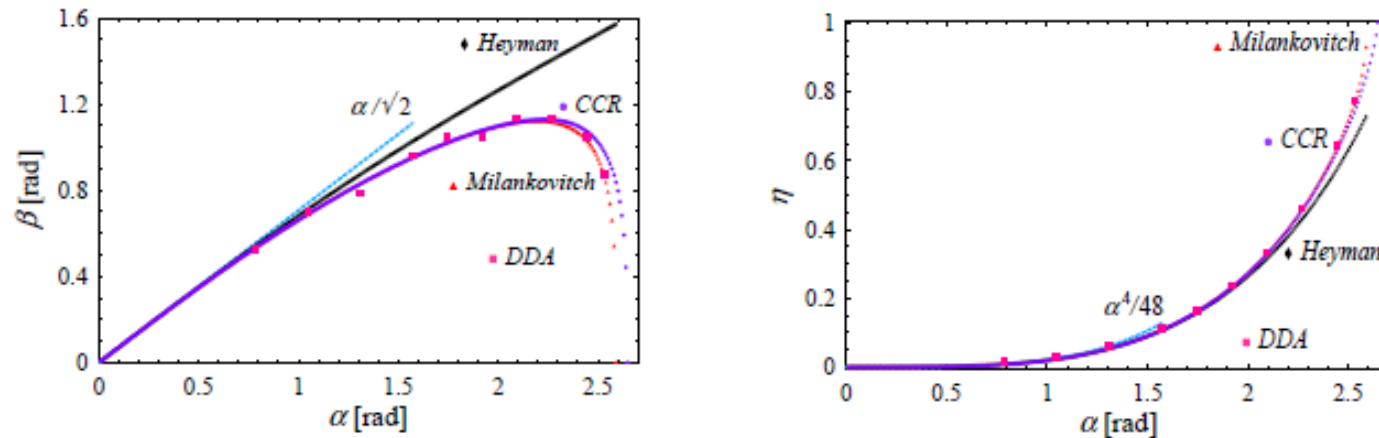 1.6
1.2
0.8
0.4
0
β [rad]
Heyman
α/√2
CCR
Milankovitch
DDA
0 0.5 1 1.5 2 2.5
α [rad]
1
0.8
0.6
0.4
0.2
0
η
Milankovitch
CCR
Heyman
α⁴/48
DDA
0 0.5 1 1.5 2 2.5
α [rad]